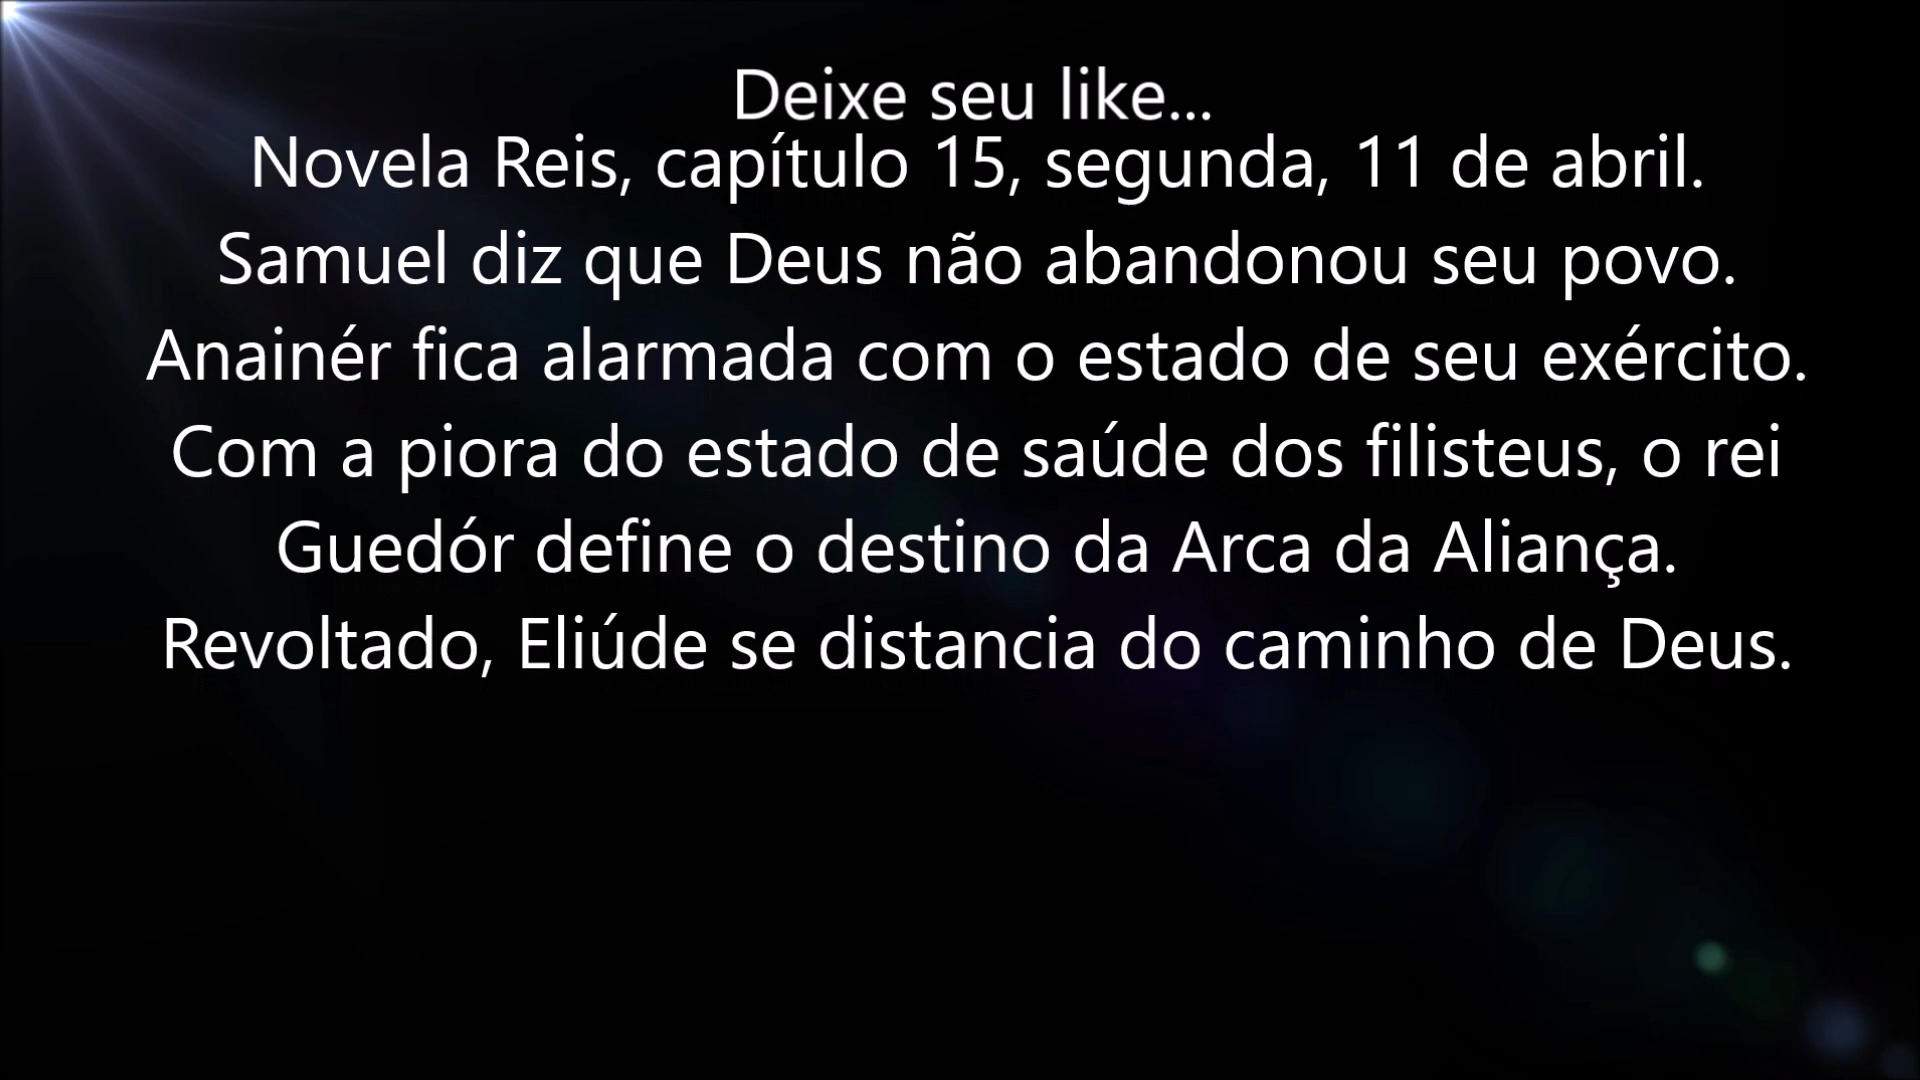 Deixe seu like...
Novela Reis, capítulo 15, segunda, 11 de abril.
Samuel diz que Deus não abandonou seu povo.
Anainér fica alarmada com o estado de seu exército.
Com a piora do estado de saúde dos filisteus, o rei
Guedór define o destino da Arca da Aliança.
Revoltado, Eliúde se distancia do caminho de Deus.